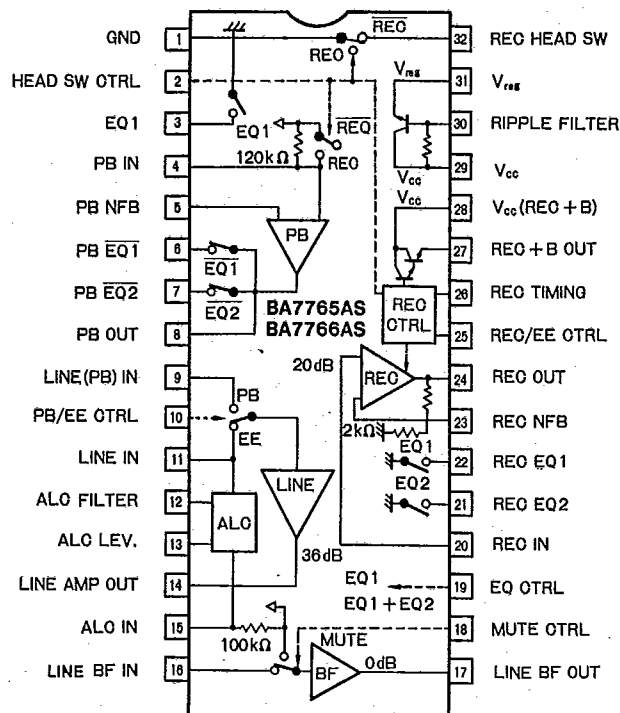 GND 1
HEAD SW CTRL 2
EQ1 3
PB IN 4
PB NFB 5
PB EQ1 6
PB EQ2 7
PB OUT 8
LINE(PB) IN 9
PB/EE CTRL 10
LINE IN 11
ALC FILTER 12
ALC LEV. 13
LINE AMP OUT 14
ALC IN 15
LINE BF IN 16
REC
REC
EQ1
120kΩ
REC
REC
PB
EQ1
EQ2
BA7765AS
BA7766AS
PB
EE
LINE
ALC
36dB
100kΩ
MUTE
BF
0dB
Vreg
Vcc
Vcc
REC
CTRL
20dB
REC
2kΩ
EQ1
EQ2
EQ1
EQ1+EQ2
32 REC HEAD SW
31 Vreg
30 RIPPLE FILTER
29 Vcc
28 Vcc(REC+B)
27 REC+B OUT
26 REC TIMING
25 REC/EE CTRL
24 REC OUT
23 REC NFB
22 REC EQ1
21 REC EQ2
20 REC IN
19 EQ CTRL
18 MUTE CTRL
17 LINE BF OUT